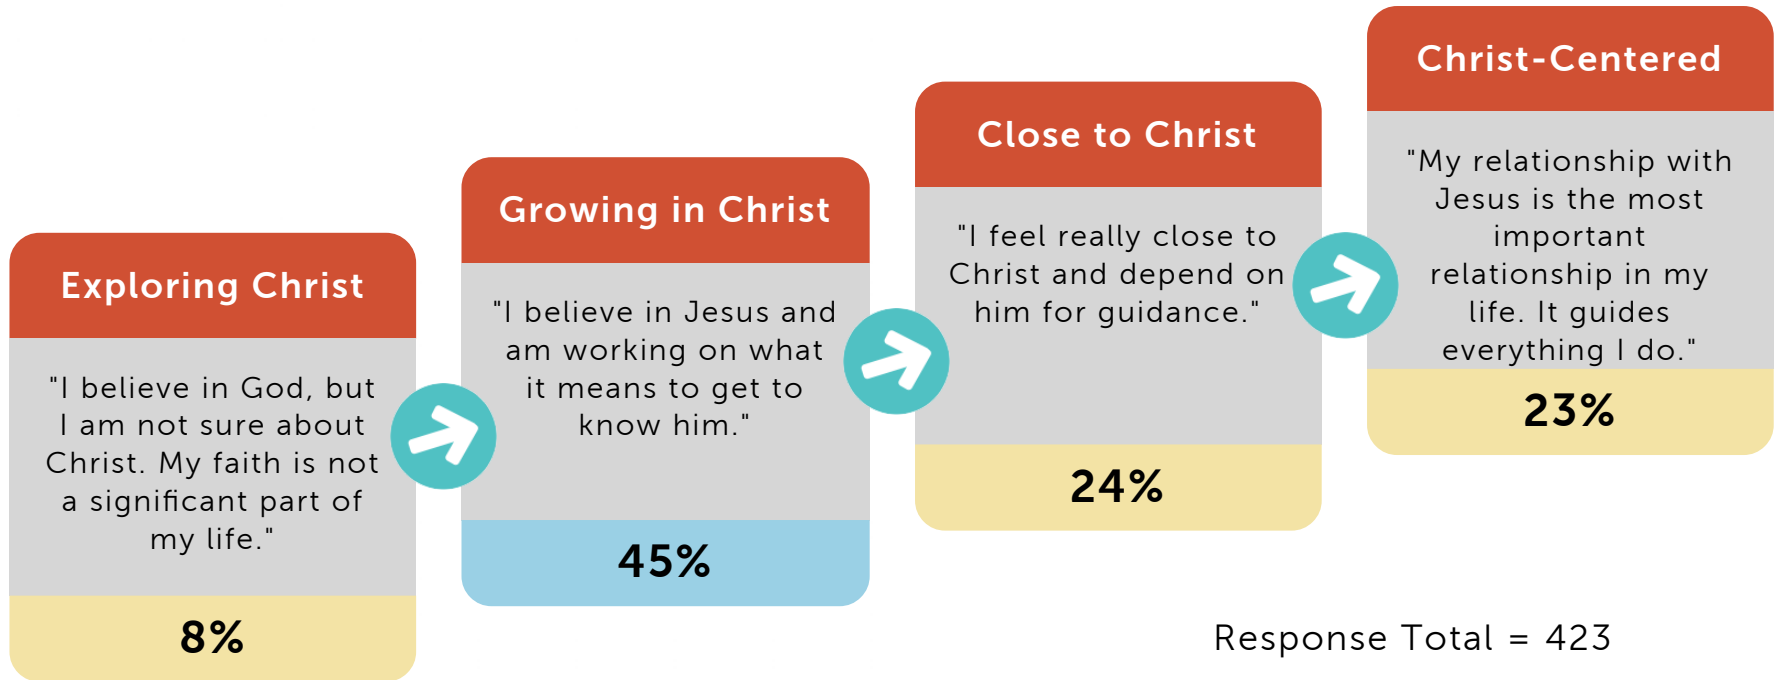 Exploring Christ
"I believe in God, but
I am not sure about
Christ. My faith is not
a significant part of
my life."
8%
Growing in Christ
"I believe in Jesus and
am working on what
it means to get to
know him."
45%
Close to Christ
"I feel really close to
Christ and depend on
him for guidance."
24%
Christ-Centered
"My relationship with
Jesus is the most
important
relationship in my
life. It guides
everything I do."
23%
Response Total = 423